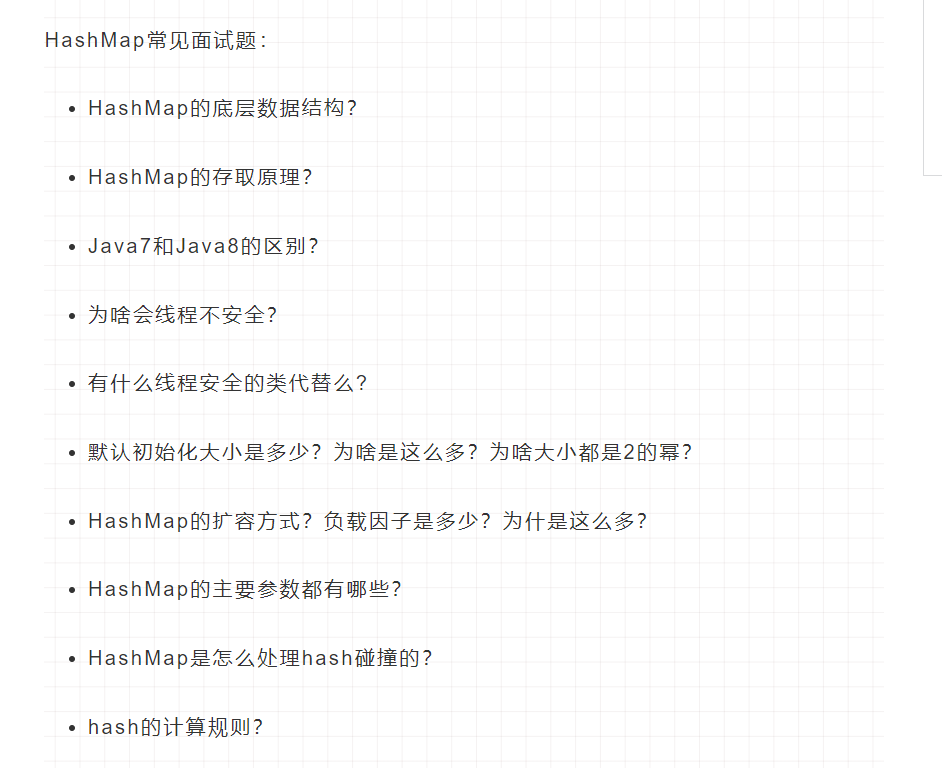 HashMap常见面试题：
• HashMap的底层数据结构？
• HashMap的存取原理？
• Java7和Java8的区别？
• 为啥会线程不安全？
• 有什么线程安全的类代替么?
• 默认初始化大小是多少？为啥是这么多？为啥大小都是2的幂？
• HashMap的扩容方式？负载因子是多少？为什是这么多？
• HashMap的主要参数都有哪些？
• HashMap是怎么处理hash碰撞的？
• hash的计算规则？